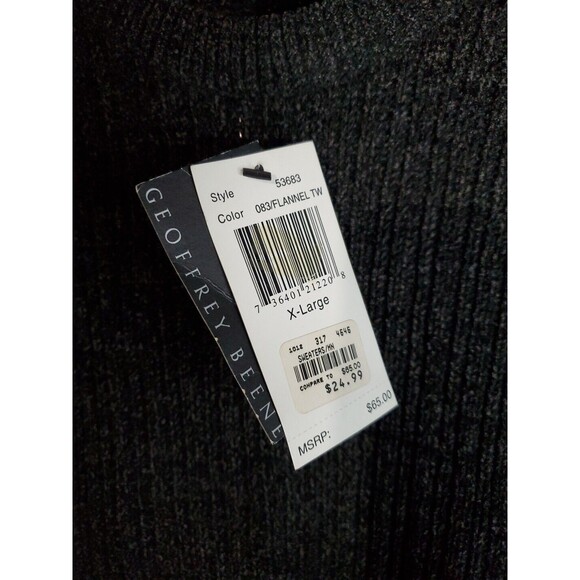 GEOFFREY BEENE
Style 53683
Color 083/FLANNEL TW
7 36401 21220 8
X-Large
1012 317 4646
SWEATERS/MN
COMPARE TO $65.00
$24.99
MSRP: $65.00